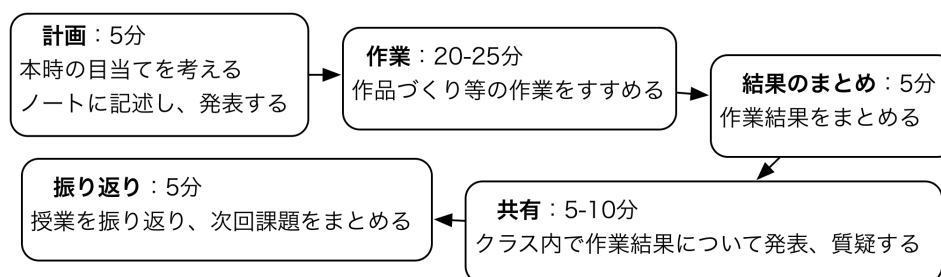 計画：5分
本時の目当てを考える
ノートに記述し、発表する
作業：20-25分
作品づくり等の作業をすすめる
結果のまとめ：5分
作業結果をまとめる
共有：5-10分
クラス内で作業結果について発表、質疑する
振り返り：5分
授業を振り返り、次回課題をまとめる